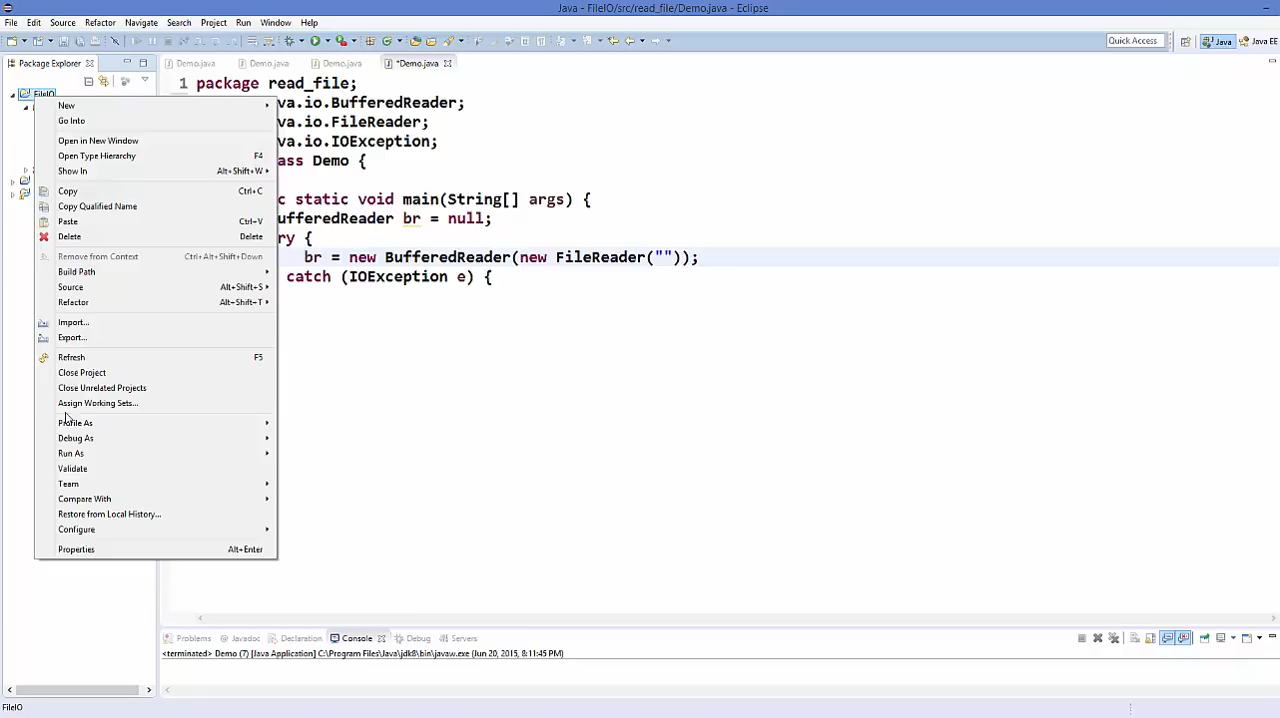 Java - FileIO/src/read_file/Demo.java - Eclipse
File Edit Source Refactor Navigate Search Project Run Window Help
Quick Access Java Java EE
Package Explorer
Demo.java Demo.java Demo.java *Demo.java
FileIO
New
Go Into
Open in New Window
Open Type Hierarchy F4
Show In Alt+Shift+W
Copy Ctrl+C
Copy Qualified Name
Paste Ctrl+V
Delete Delete
Remove from Context Ctrl+Alt+Shift+Down
Build Path
Source Alt+Shift+S
Refactor Alt+Shift+T
Import...
Export...
Refresh F5
Close Project
Close Unrelated Projects
Assign Working Sets...
Profile As
Debug As
Run As
Validate
Team
Compare With
Restore from Local History...
Configure
Properties Alt+Enter
1 package read_file;
va.io.BufferedReader;
va.io.FileReader;
va.io.IOException;
ass Demo {
c static void main(String[] args) {
ufferedReader br = null;
ry {
br = new BufferedReader(new FileReader(""));
catch (IOException e) {
Problems Javadoc Declaration Console Debug Servers
<terminated> Demo (7) [Java Application] C:\Program Files\Java\jdk8\bin\javaw.exe (Jun 20, 2015, 8:11:45 PM)
FileIO